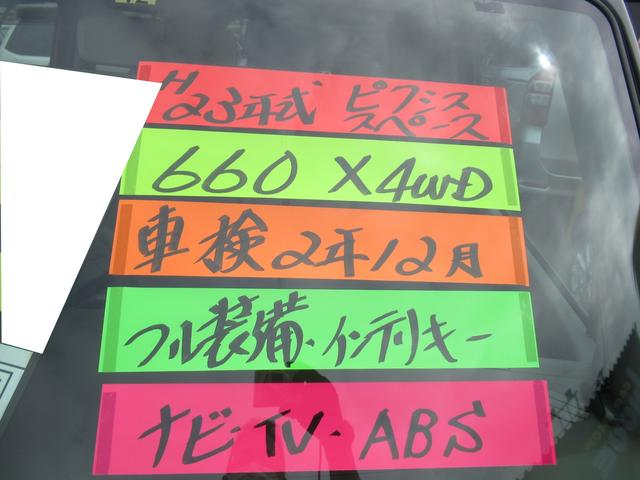 H23年式 ピクシス
スペース
660 X4WD
車検2年12月
フル装備・インテリキー
ナビ・TV・ABS